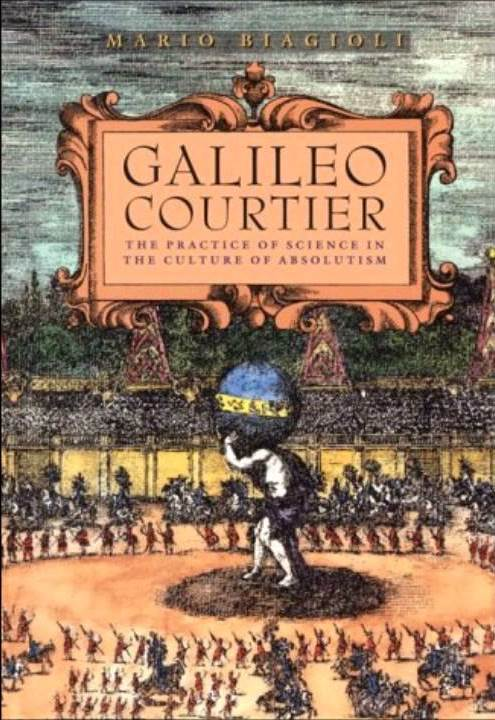 MARIO BIAGIOLI
GALILEO
COURTIER
THE PRACTICE OF SCIENCE IN
THE CULTURE OF ABSOLUTISM